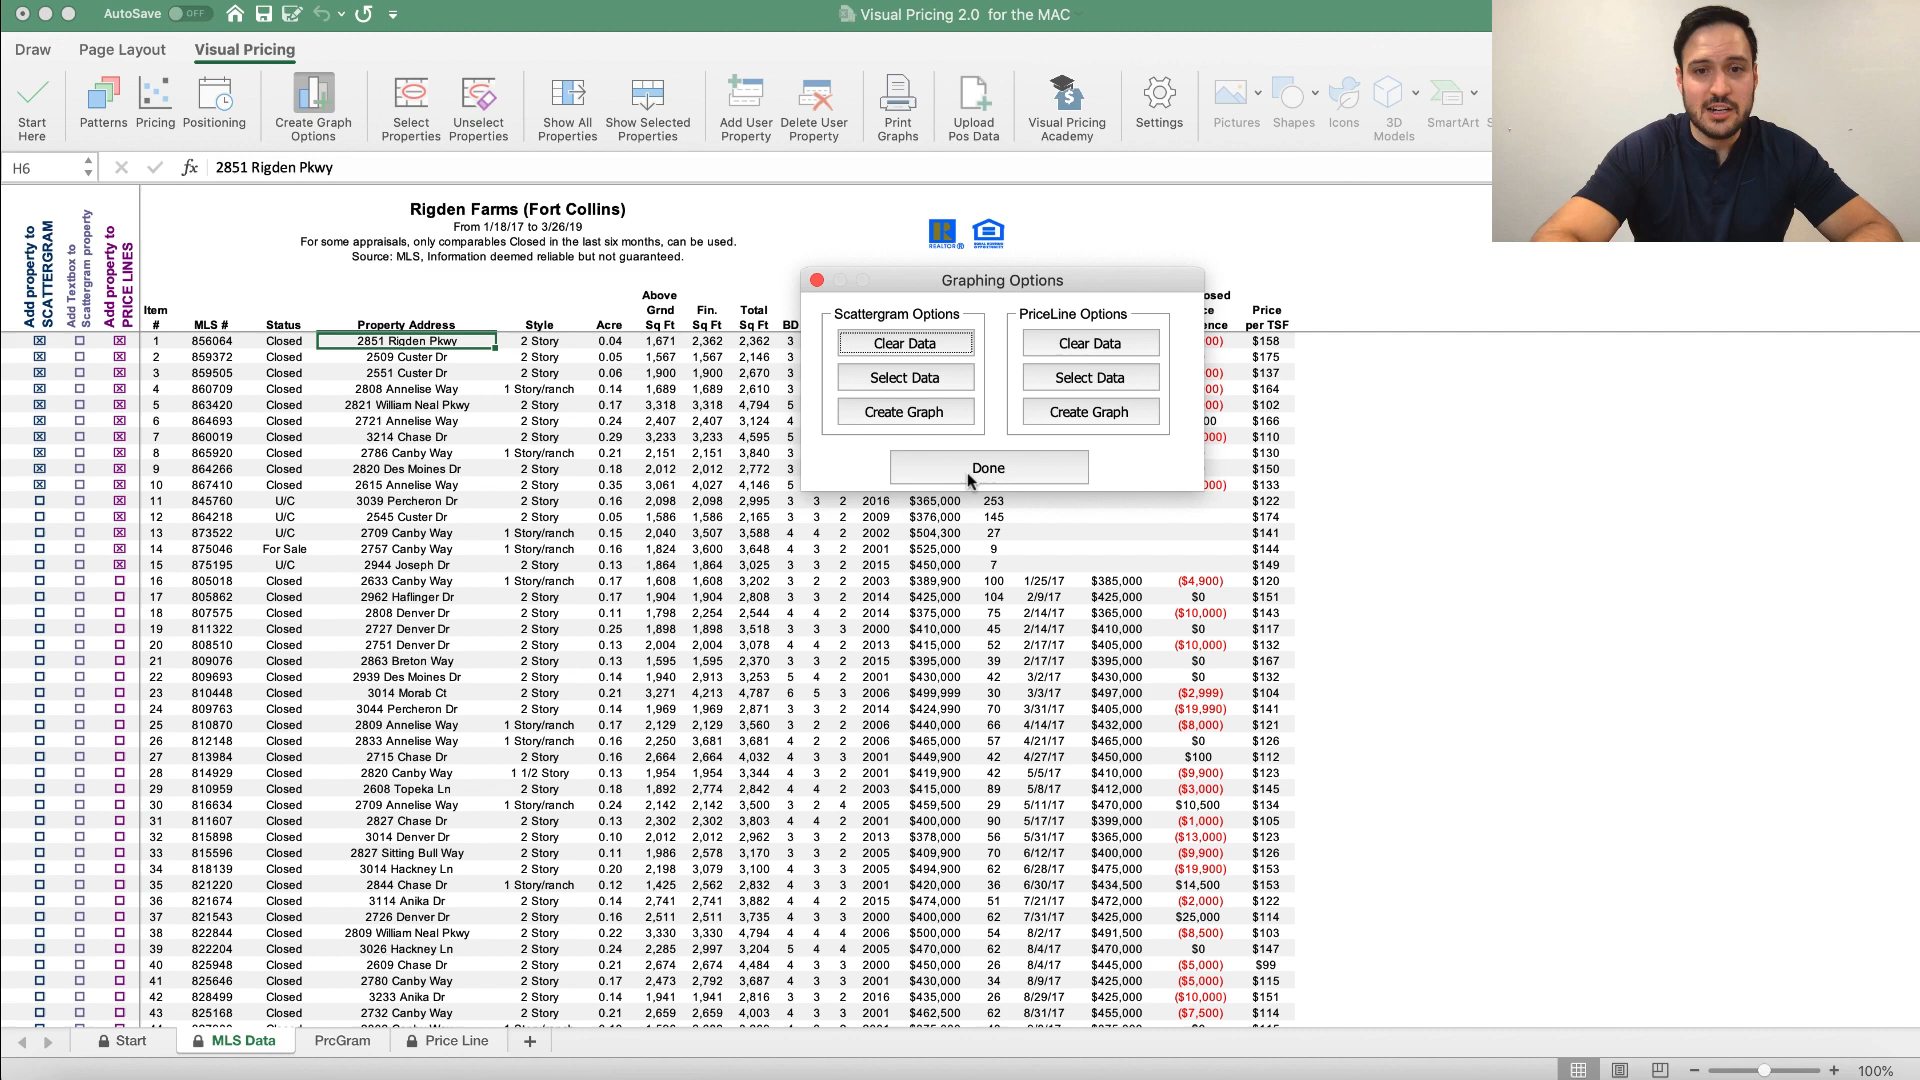 AutoSave OFF
Visual Pricing 2.0 for the MAC
Draw Page Layout Visual Pricing
Start Here
Patterns
Pricing
Positioning
Create Graph Options
Select Properties
Unselect Properties
Show All Properties
Show Selected Properties
Add User Property
Delete User Property
Print Graphs
Upload Pos Data
Visual Pricing Academy
Settings
Pictures
Shapes
Icons
3D Models
SmartArt
H6 fx 2851 Rigden Pkwy
Add property to SCATTERGRAM
Add Textbox to Scattergram property
Add property to PRICE LINES
Rigden Farms (Fort Collins)
From 1/18/17 to 3/26/19
For some appraisals, only comparables Closed in the last six months, can be used.
Source: MLS, Information deemed reliable but not guaranteed.
REALTOR®
Graphing Options
Scattergram Options PriceLine Options
Clear Data Clear Data
Select Data Select Data
Create Graph Create Graph
Done
Item # MLS # Status Property Address Style Acre Above Grnd Sq Ft Fin. Sq Ft Total Sq Ft BD Price per TSF
1 856064 Closed 2851 Rigden Pkwy 2 Story 0.04 1,671 2,362 2,362 3 00) $158
2 859372 Closed 2509 Custer Dr 2 Story 0.05 1,567 1,567 2,146 3 $175
3 859505 Closed 2551 Custer Dr 2 Story 0.06 1,900 1,900 2,670 3 00) $137
4 860709 Closed 2808 Annelise Way 1 Story/ranch 0.14 1,689 1,689 2,610 3 00) $164
5 863420 Closed 2821 William Neal Pkwy 2 Story 0.17 3,318 3,318 4,794 5 00) $102
6 864693 Closed 2721 Annelise Way 2 Story 0.24 2,407 2,407 3,124 4 00 $166
7 860019 Closed 3214 Chase Dr 2 Story 0.29 3,233 3,233 4,595 5 000) $110
8 865920 Closed 2786 Canby Way 1 Story/ranch 0.21 2,151 2,151 3,840 3 $130
9 864266 Closed 2820 Des Moines Dr 2 Story 0.18 2,012 2,012 2,772 3 $150
10 867410 Closed 2615 Annelise Way 2 Story 0.35 3,061 4,027 4,146 5 000) $133
11 845760 U/C 3039 Percheron Dr 2 Story 0.16 2,098 2,098 2,995 3 3 2 2016 $365,000 253 $122
12 864218 U/C 2545 Custer Dr 2 Story 0.05 1,586 1,586 2,165 3 3 2 2009 $376,000 145 $174
13 873522 U/C 2709 Canby Way 1 Story/ranch 0.15 2,040 3,507 3,588 4 4 2 2002 $504,300 27 $141
14 875046 For Sale 2757 Canby Way 1 Story/ranch 0.16 1,824 3,600 3,648 4 3 2 2001 $525,000 9 $144
15 875195 U/C 2944 Joseph Dr 2 Story 0.13 1,864 1,864 3,025 3 3 2 2015 $450,000 7 $149
16 805018 Closed 2633 Canby Way 1 Story/ranch 0.17 1,608 1,608 3,202 3 2 2 2003 $389,900 100 1/25/17 $385,000 ($4,900) $120
17 805862 Closed 2962 Haflinger Dr 2 Story 0.17 1,904 1,904 2,808 3 3 2 2014 $425,000 104 2/9/17 $425,000 $0 $151
18 807575 Closed 2808 Denver Dr 2 Story 0.11 1,798 2,254 2,544 4 4 2 2014 $375,000 75 2/14/17 $365,000 ($10,000) $143
19 811322 Closed 2727 Denver Dr 2 Story 0.25 1,898 1,898 3,518 3 3 3 2000 $410,000 45 2/14/17 $410,000 $0 $117
20 808510 Closed 2751 Denver Dr 2 Story 0.13 2,004 2,004 3,078 4 4 2 2013 $415,000 52 2/17/17 $405,000 ($10,000) $132
21 809076 Closed 2863 Breton Way 2 Story 0.13 1,595 1,595 2,370 3 3 2 2015 $395,000 39 2/17/17 $395,000 $0 $167
22 809693 Closed 2939 Des Moines Dr 2 Story 0.14 1,940 2,913 3,253 5 4 2 2001 $430,000 42 3/2/17 $430,000 $0 $132
23 810448 Closed 3014 Morab Ct 2 Story 0.21 3,271 4,213 4,787 6 5 3 2006 $499,999 30 3/3/17 $497,000 ($2,999) $104
24 809763 Closed 3044 Percheron Dr 2 Story 0.14 1,969 1,969 2,871 3 3 2 2014 $424,990 70 3/31/17 $405,000 ($19,990) $141
25 810870 Closed 2809 Annelise Way 1 Story/ranch 0.17 2,129 2,129 3,560 3 2 2 2006 $440,000 66 4/14/17 $432,000 ($8,000) $121
26 812148 Closed 2833 Annelise Way 1 Story/ranch 0.16 2,250 3,681 3,681 4 2 2 2006 $465,000 57 4/21/17 $465,000 $0 $126
27 813984 Closed 2715 Chase Dr 2 Story 0.16 2,664 2,664 4,032 4 3 3 2001 $449,900 42 4/27/17 $450,000 $100 $112
28 814929 Closed 2820 Canby Way 1 1/2 Story 0.13 1,954 1,954 3,344 4 3 2 2001 $419,900 42 5/5/17 $410,000 ($9,900) $123
29 810959 Closed 2608 Topeka Ln 2 Story 0.18 1,892 2,774 2,842 4 4 2 2003 $415,000 89 5/8/17 $412,000 ($3,000) $145
30 816634 Closed 2709 Annelise Way 1 Story/ranch 0.24 2,142 2,142 3,500 3 2 4 2005 $459,500 29 5/11/17 $470,000 $10,500 $134
31 811607 Closed 2827 Chase Dr 2 Story 0.13 2,302 2,302 3,803 4 4 2 2001 $400,000 90 5/17/17 $399,000 ($1,000) $105
32 815898 Closed 3014 Denver Dr 2 Story 0.10 2,012 2,012 2,962 3 3 2 2013 $378,000 56 5/31/17 $365,000 ($13,000) $123
33 815596 Closed 2827 Sitting Bull Way 2 Story 0.11 1,986 2,578 3,170 3 3 2 2005 $409,900 70 6/12/17 $400,000 ($9,900) $126
34 818139 Closed 3014 Hackney Ln 2 Story 0.20 2,198 3,079 3,100 4 3 3 2005 $494,900 62 6/28/17 $475,000 ($19,900) $153
35 821220 Closed 2844 Chase Dr 1 Story/ranch 0.12 1,425 2,562 2,832 4 3 3 2001 $420,000 36 6/30/17 $434,500 $14,500 $153
36 821674 Closed 3114 Anika Dr 2 Story 0.14 2,741 2,741 3,882 4 4 2 2015 $474,000 51 7/21/17 $472,000 ($2,000) $122
37 821543 Closed 2726 Denver Dr 2 Story 0.16 2,511 2,511 3,735 4 3 3 2000 $400,000 62 7/31/17 $425,000 $25,000 $114
38 822844 Closed 2809 William Neal Pkwy 2 Story 0.22 3,330 3,330 4,794 4 4 4 2006 $500,000 54 8/2/17 $491,500 ($8,500) $103
39 822204 Closed 3026 Hackney Ln 2 Story 0.24 2,285 2,997 3,204 5 4 4 2005 $470,000 62 8/4/17 $470,000 $0 $147
40 825948 Closed 2609 Chase Dr 2 Story 0.21 2,674 2,674 4,484 4 3 3 2000 $450,000 26 8/4/17 $445,000 ($5,000) $99
41 825646 Closed 2780 Canby Way 2 Story 0.17 2,473 2,792 3,687 4 3 3 2001 $430,000 34 8/9/17 $425,000 ($5,000) $115
42 828499 Closed 3233 Anika Dr 2 Story 0.14 1,941 1,941 2,816 3 3 2 2016 $435,000 26 8/29/17 $425,000 ($10,000) $151
43 825168 Closed 2732 Canby Way 2 Story 0.21 2,659 2,659 4,003 4 4 3 2001 $462,500 62 8/31/17 $455,000 ($7,500) $114
Start MLS Data PrcGram Price Line +
100%